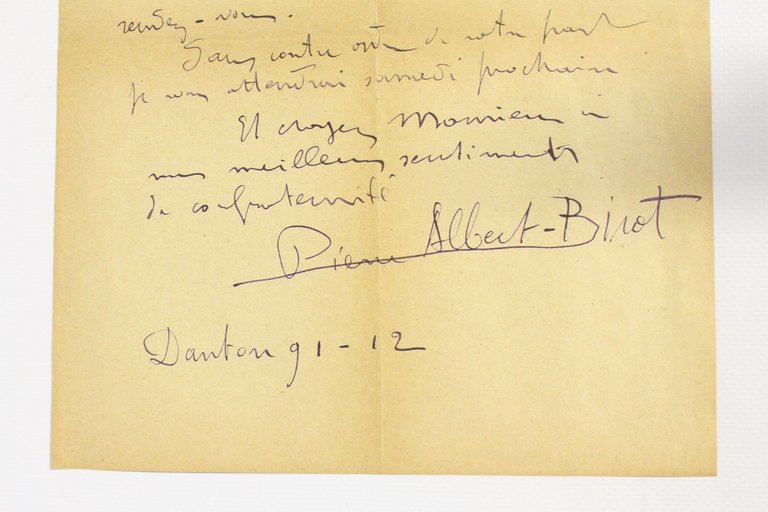 rendez-vous.
Sans contre ordre de votre part
je vous attendrai samedi prochain
Et croyez Monsieur à
mes meilleurs sentiments
de confraternité
Pierre Albert-Birot
Danton 91-12